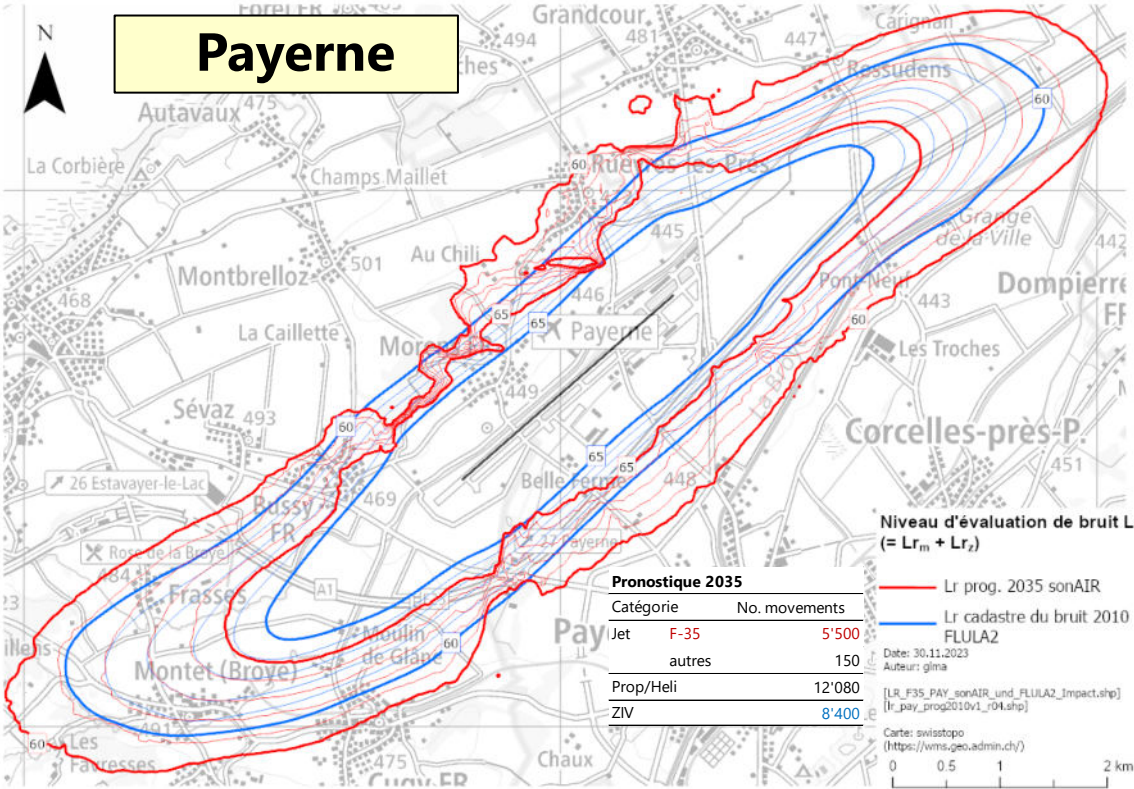 Payerne
N
Forel FR
Grandcour
Carignan
494
481
447
Ressudens
475
Autavaux
60
La Corbière
Champs Maillet
60
Rueyres-les-Prés
Grange
de-la-Ville
445
442
Au Chili
501
Montbrelloz
Pont-Neuf
Dompierre
FR
468
446
443
65
65
Payerne
60
La Caillette
Les Troches
449
Sévaz
493
60
Corcelles-près-P.
65
65
451
26 Estavayer-le-Lac
469
Belle Ferme
448
Bussy
FR
27 Payerne
Rose de la Broye
484
A1
Frasses
Moulin
de Glâne
60
Montet (Broye)
60
Les
Favresses
475
Cugy FR
Chaux
Pronostique 2035
Catégorie No. movements
Jet F-35 5'500
autres 150
Prop/Heli 12'080
ZIV 8'400
Niveau d'évaluation de bruit L
(= Lrm + Lrz)
Lr prog. 2035 sonAIR
Lr cadastre du bruit 2010
FLULA2
Date: 30.11.2023
Auteur: glma
[LR_F35_PAY_sonAIR_und_FLULA2_Impact.shp]
[lr_pay_prog2010v1_r04.shp]
Carte: swisstopo
(https://wms.geo.admin.ch/)
0 0.5 1 2 km